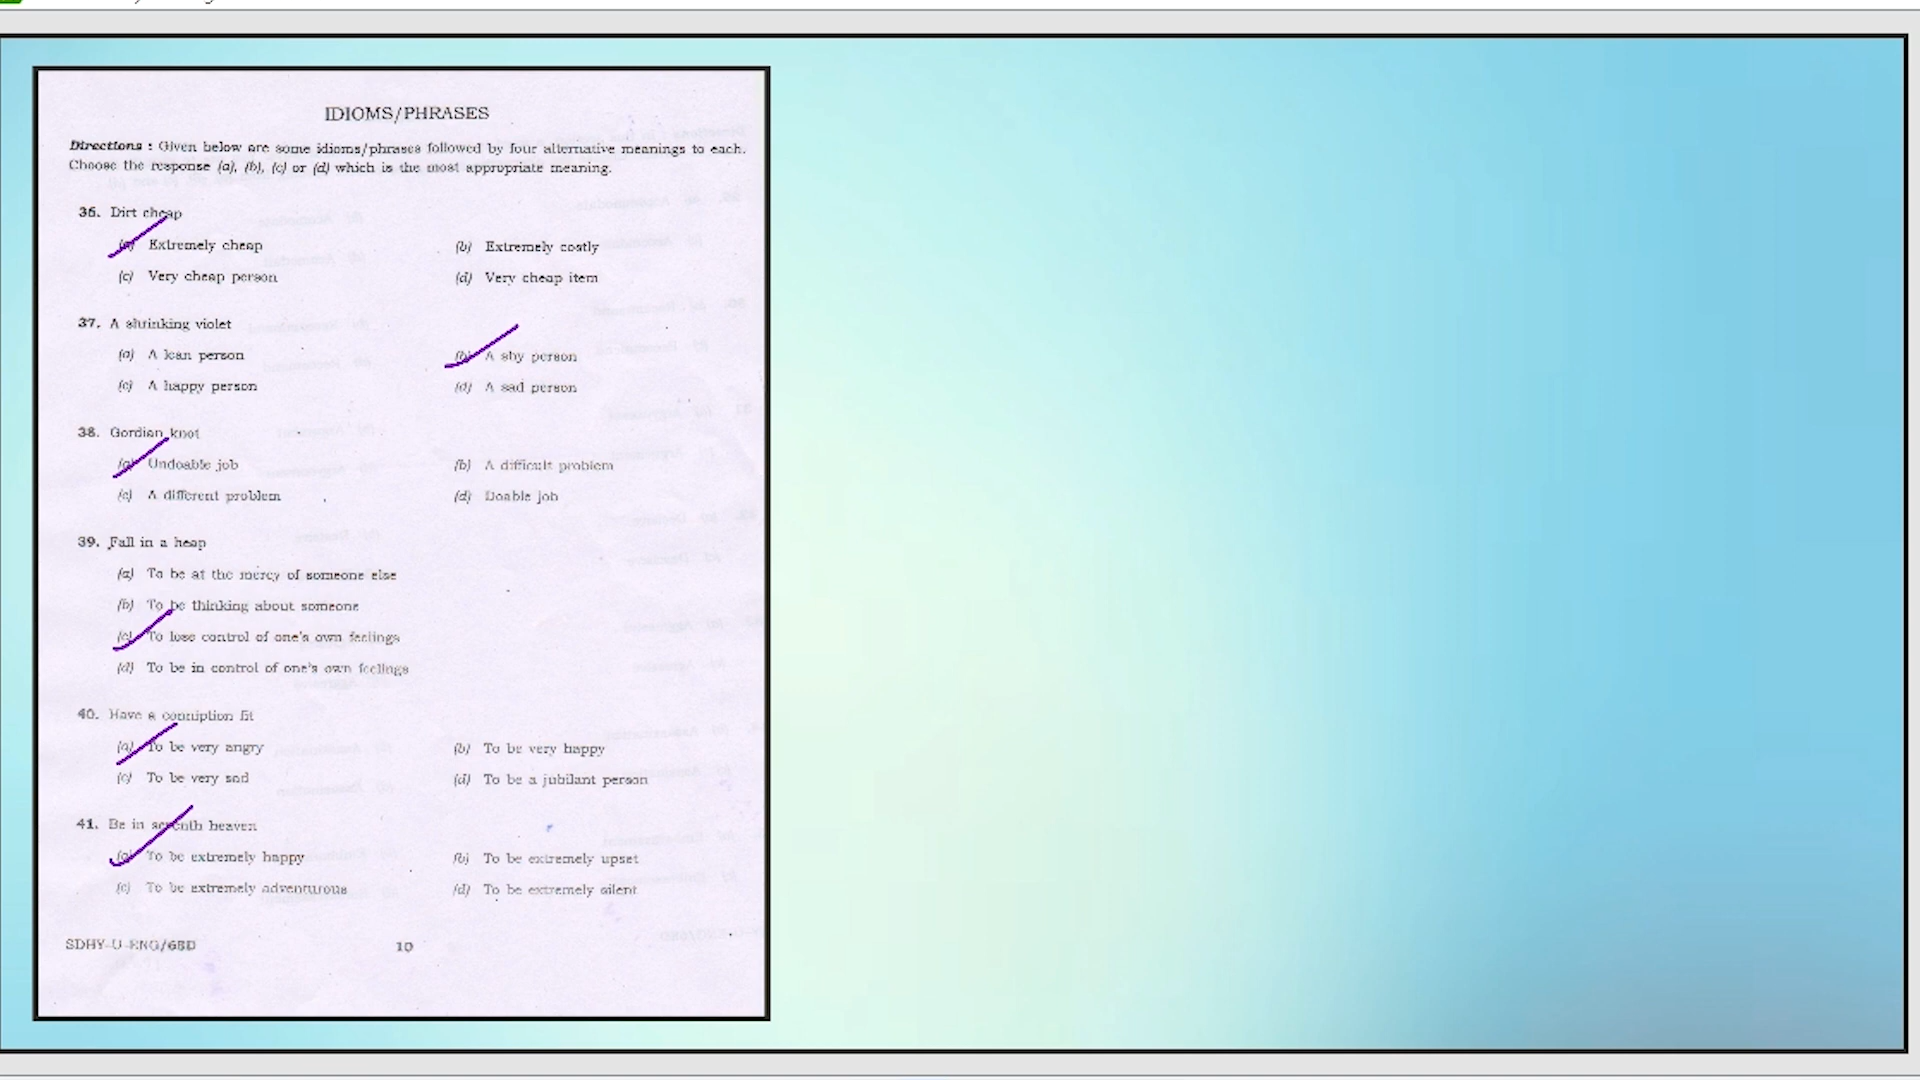 IDIOMS/PHRASES
Directions : Given below are some idioms/phrases followed by four alternative meanings to each.
Choose the response (a), (b), (c) or (d) which is the most appropriate meaning.
36. Dirt cheap
(a) Extremely cheap (b) Extremely costly
(c) Very cheap person (d) Very cheap item
37. A shrinking violet
(a) A lean person (b) A shy person
(c) A happy person (d) A sad person
38. Gordian knot
(a) Undoable job (b) A difficult problem
(c) A different problem (d) Doable job
39. Fall in a heap
(a) To be at the mercy of someone else
(b) To be thinking about someone
(c) To lose control of one's own feelings
(d) To be in control of one's own feelings
40. Have a conniption fit
(a) To be very angry (b) To be very happy
(c) To be very sad (d) To be a jubilant person
41. Be in seventh heaven
(a) To be extremely happy (b) To be extremely upset
(c) To be extremely adventurous (d) To be extremely silent
SDHY-U-ENG/68D 10